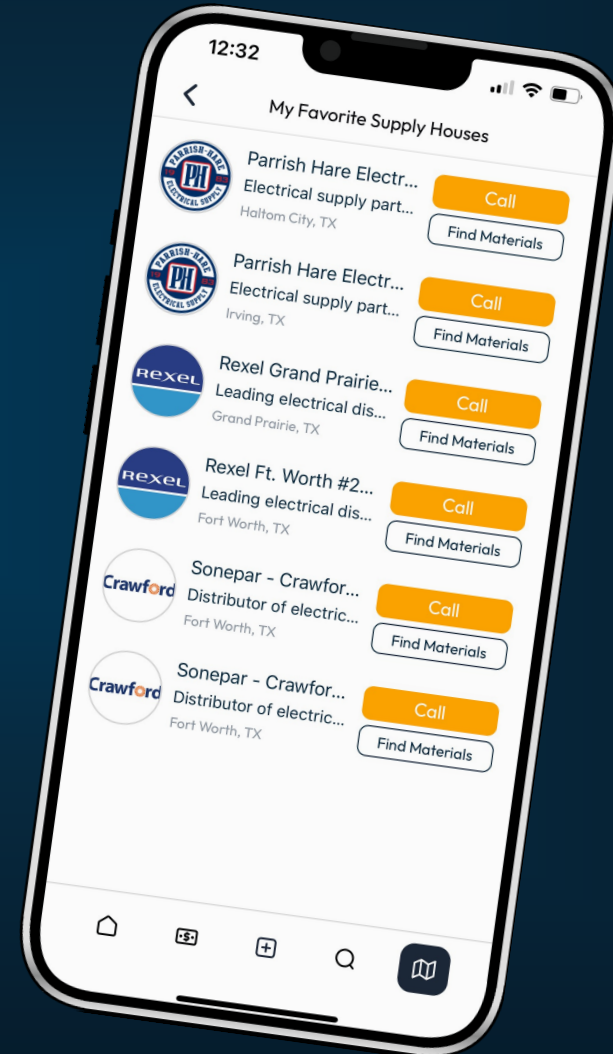 12:32
My Favorite Supply Houses
PARRISH-HARE
19 PH 83
ELECTRICAL SUPPLY
Parrish Hare Electr...
Electrical supply part...
Haltom City, TX
Call
Find Materials
PARRISH-HARE
PH
ELECTRICAL SUPPLY
Parrish Hare Electr...
Electrical supply part...
Irving, TX
Call
Find Materials
REXEL
Rexel Grand Prairie...
Leading electrical dis...
Grand Prairie, TX
Call
Find Materials
REXEL
Rexel Ft. Worth #2...
Leading electrical dis...
Fort Worth, TX
Call
Find Materials
Crawford
Sonepar - Crawfor...
Distributor of electric...
Fort Worth, TX
Call
Find Materials
Crawford
Sonepar - Crawfor...
Distributor of electric...
Fort Worth, TX
Call
Find Materials